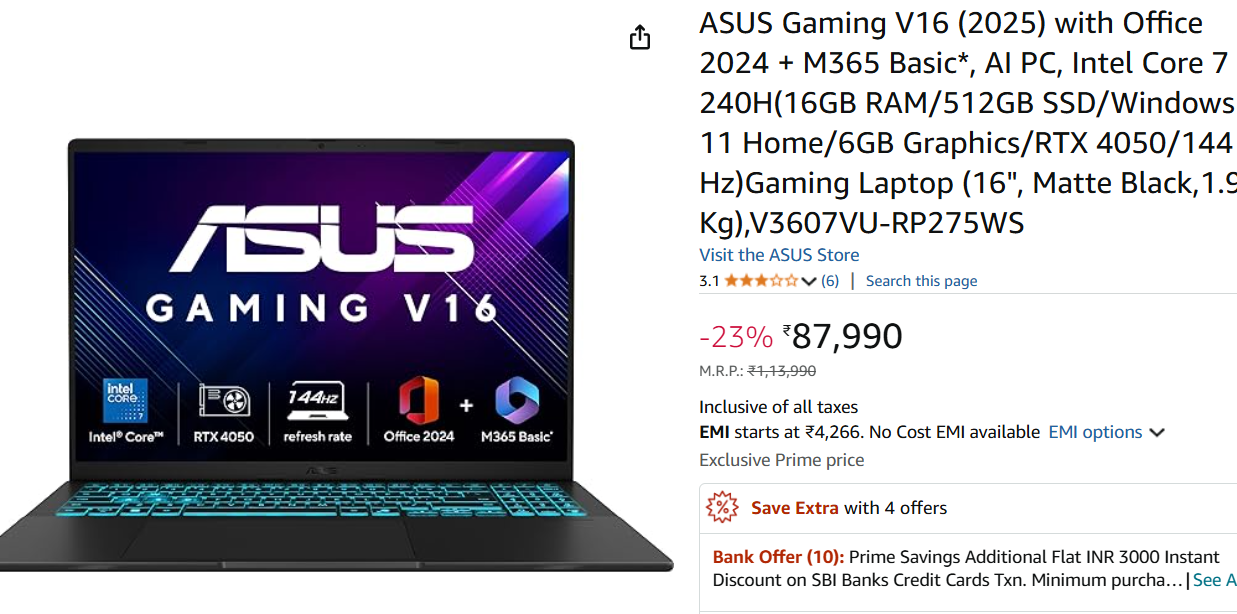 ASUS
GAMING V16
intel
CORE
7
144HZ
+
Intel® Core™
RTX 4050
refresh rate
Office 2024
M365 Basic*
ASUS
ASUS Gaming V16 (2025) with Office
2024 + M365 Basic*, AI PC, Intel Core 7
240H(16GB RAM/512GB SSD/Windows
11 Home/6GB Graphics/RTX 4050/144
Hz)Gaming Laptop (16", Matte Black,1.9
Kg),V3607VU-RP275WS
Visit the ASUS Store
3.1 (6) | Search this page
-23% ₹87,990
M.R.P.: ₹1,13,990
Inclusive of all taxes
EMI starts at ₹4,266. No Cost EMI available EMI options
Exclusive Prime price
% Save Extra with 4 offers
Bank Offer (10): Prime Savings Additional Flat INR 3000 Instant
Discount on SBI Banks Credit Cards Txn. Minimum purcha… | See A